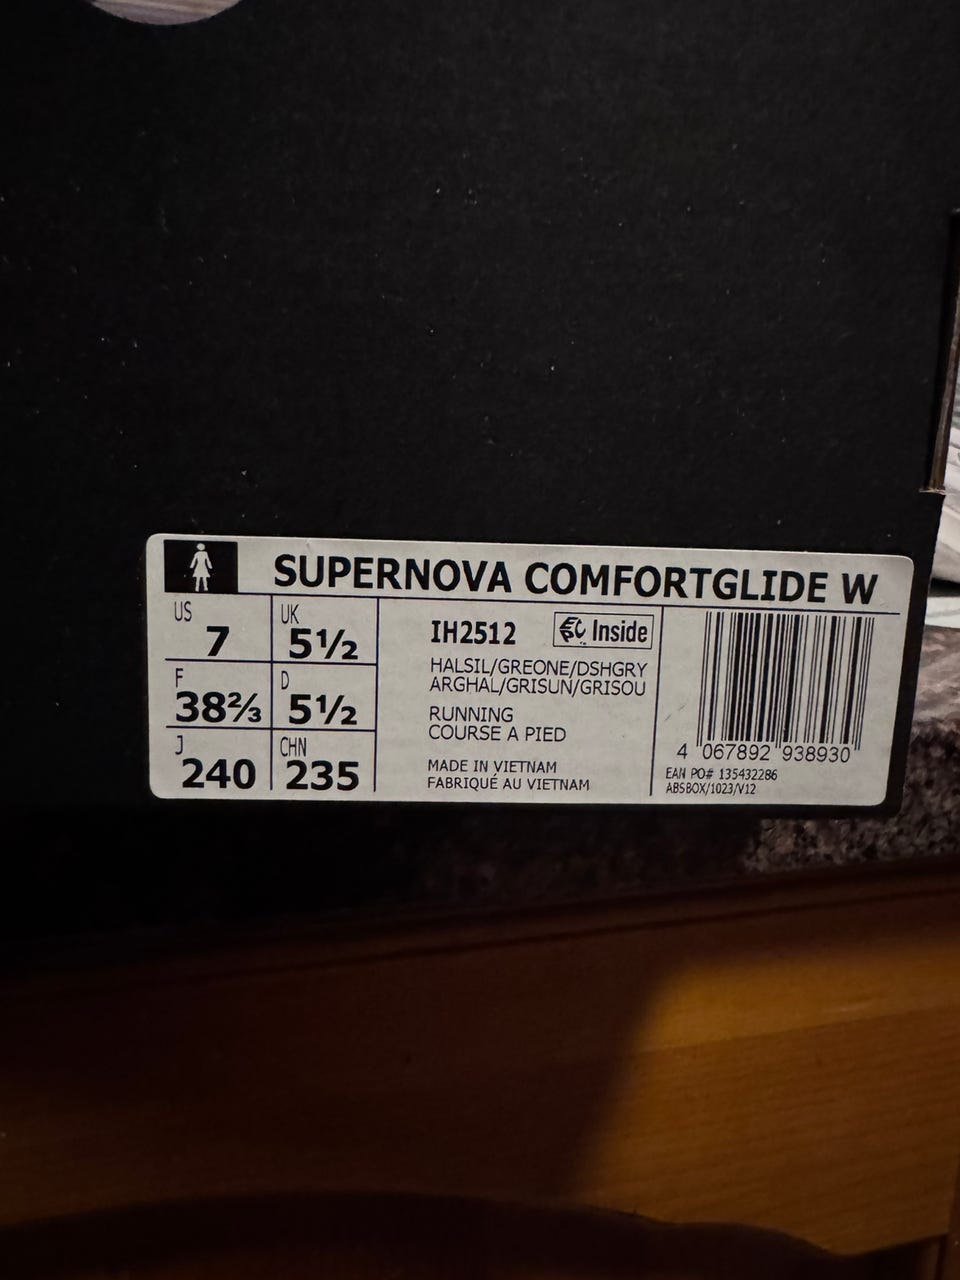 SUPERNOVA COMFORTGLIDE W
US 7 UK 5½
F 38⅔ D 5½
J 240 CHN 235
IH2512 Inside
HALSIL/GREONE/DSHGRY
ARGHAL/GRISUN/GRISOU
RUNNING
COURSE A PIED
MADE IN VIETNAM
FABRIQUÉ AU VIETNAM
4 067892 938930
EAN PO# 135432286
ABSBOX/1023/V12